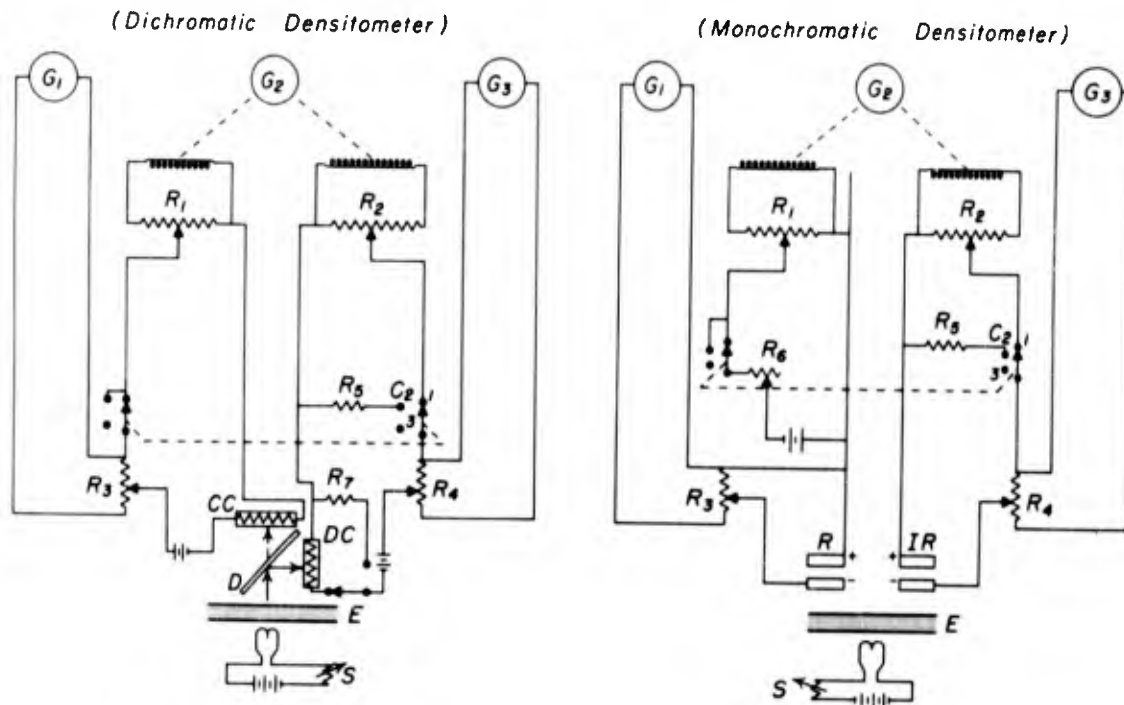 (Dichromatic Densitometer)
G1
G2
G3
R1
R2
R5
C2
1
3
R3
CC
R7
R4
DC
D
E
S
(Monochromatic Densitometer)
G1
G2
G3
R1
R2
R5
C2
1
R6
3
R3
R4
R
IR
+
+
-
-
E
S